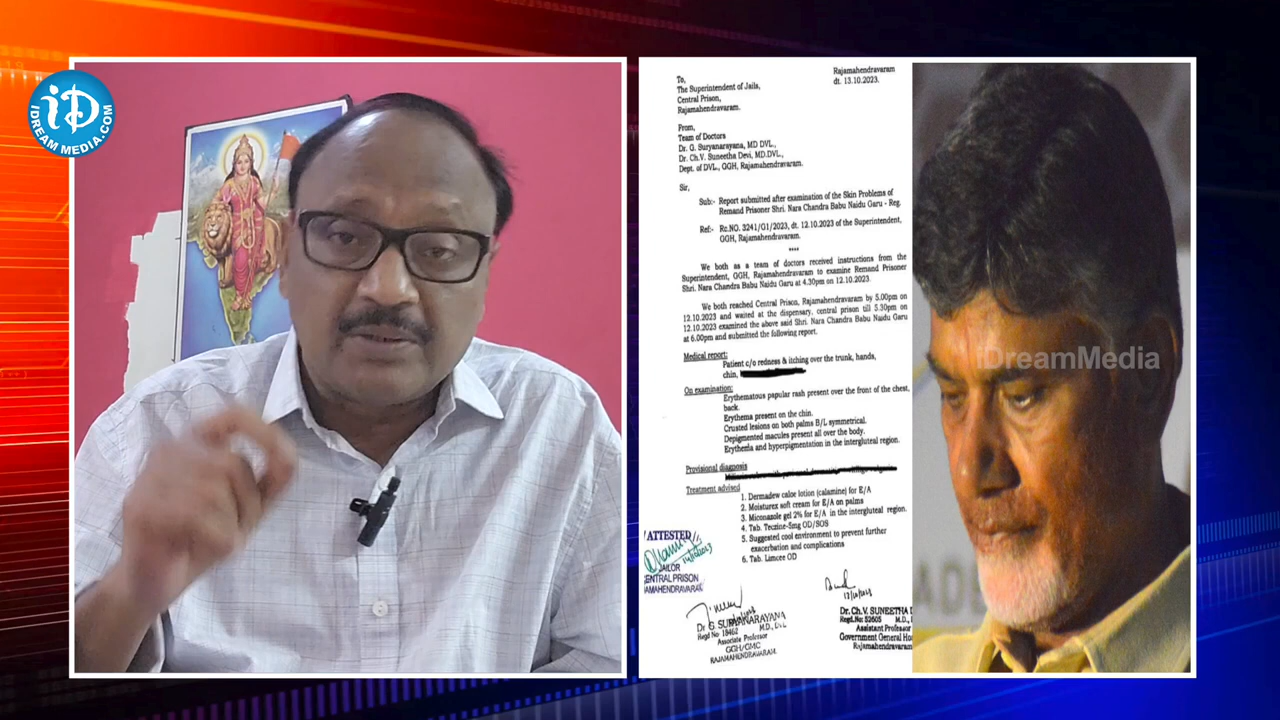 iD
IDREAM MEDIA.COM
Rajamahendravaram
dt. 13.10.2023.
To,
The Superintendent of Jails,
Central Prison,
Rajamahendravaram.
From,
Team of Doctors
Dr. G. Suryanarayana, MD DVL.,
Dr. Ch.V. Suneetha Devi, MD.DVL.,
Dept. of DVL., GGH, Rajamahendravaram.
Sir,
Sub:- Report submitted after examination of the Skin Problems of
Remand Prisoner Shri. Nara Chandra Babu Naidu Garu - Reg.
Ref:- Rc.NO. 3241/G1/2023, dt. 12.10.2023 of the Superintendent,
GGH, Rajamahendravaram.
****
We both as a team of doctors received instructions from the
Superintendent, GGH, Rajamahendravaram to examine Remand Prisoner
Shri. Nara Chandra Babu Naidu Garu at 4.30pm on 12.10.2023.
We both reached Central Prison, Rajamahendravaram by 5.00pm on
12.10.2023 and waited at the dispensary, central prison till 5.30pm on
12.10.2023 examined the above said Shri. Nara Chandra Babu Naidu Garu
at 6.00pm and submitted the following report.
Medical report:
Patient c/o redness & itching over the trunk, hands,
chin,
On examination:
Erythematous papular rash present over the front of the chest,
back.
Erythema present on the chin.
Crusted lesions on both palms B/L symmetrical.
Depigmented macules present all over the body.
Erythema and hyperpigmentation in the intergluteal region.
Provisional diagnosis
Treatment advised
1. Dermadew caloe lotion (calamine) for E/A
2. Moisturex soft cream for E/A on palms
3. Miconazole gel 2% for E/A in the intergluteal region.
4. Tab. Teczine-5mg OD/SOS
5. Suggested cool environment to prevent further
exacerbation and complications
6. Tab. Limcee OD
ATTESTED
JAILOR
CENTRAL PRISON
RAJAMAHENDRAVARAM
Dr G. SURYANARAYANA
M.D., DVL
Regd No 18462
Associate Professor
GGH/GMC
RAJAMAHENDRAVARAM.
13/10/2023
Dr. Ch.V. SUNEETHA D
Regd.No: 52605 M.D.,
Assistant Professor
Government General Ho
Rajamahendravaram
iDreamMedia